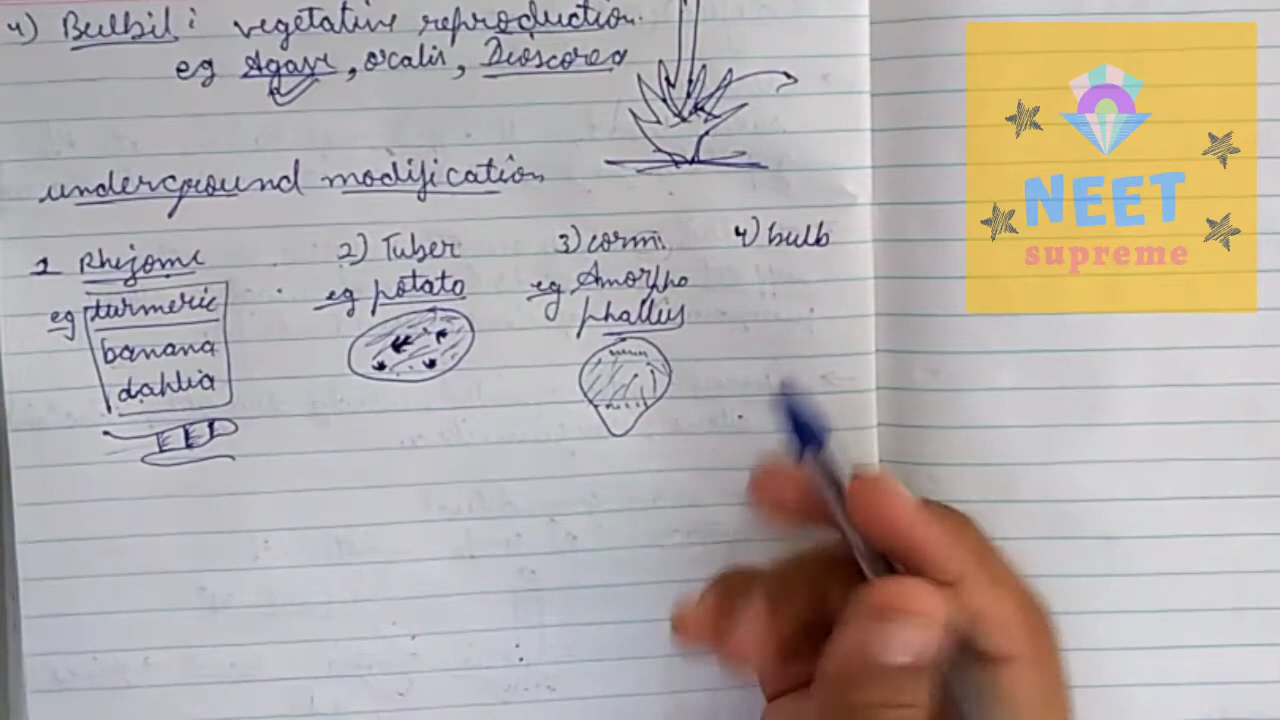 4) Bulbil: vegetative reproduction.
eg Agave, oxalis, Dioscorea
underground modification
1 Rhizome
eg turmeric
banana
dahlia
2) Tuber
eg potato
3) corm:
eg Amorpho
phallus
4) bulb
NEET
supreme